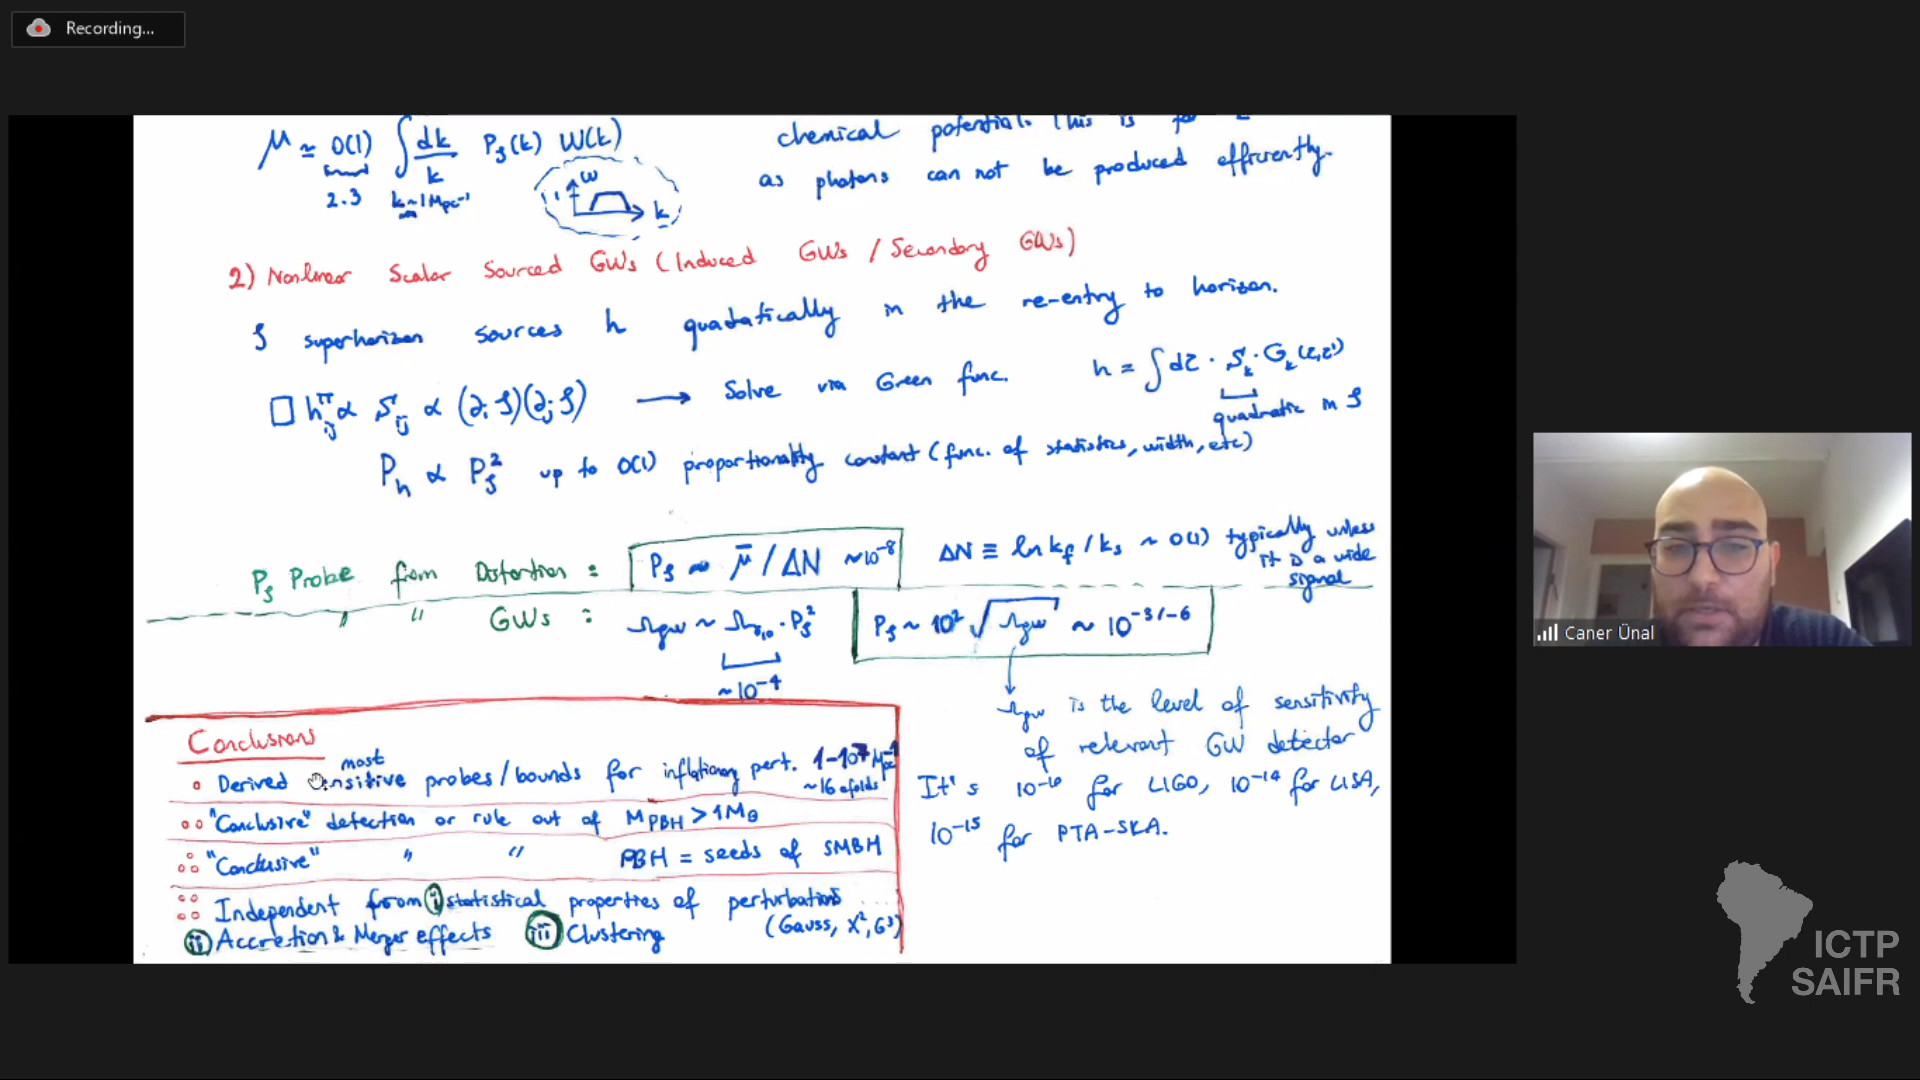 Recording...
μ ≃ O(1) ∫ dk/k P_ζ(k) W(k)
2.3 k~1Mpc⁻¹
W
1
k
chemical potential. This is for
as photons can not be produced efficiently.
2) Nonlinear Scalar Sourced GWs (Induced GWs / Secondary GWs)
ζ superhorizon sources h quadratically in the re-entry to horizon.
□ h_ij^TT ∝ S_ij ∝ (∂_i ζ)(∂_j ζ) → Solve via Green func. h = ∫ dτ · S_k · G_k(τ,τ')
quadratic in ζ
P_h ∝ P_ζ² up to O(1) proportionality constant (func. of statistics, width, etc)
P_ζ Probe from Distortion : P_ζ ~ μ̄ / ΔN ~10⁻⁸ ΔN ≡ ln k_f / k_s ~ O(1) typically unless
it is a wide
signal
" " GWs : Ω_gw ~ Ω_γ,0 · P_ζ² P_ζ ~ 10² √Ω_gw ~ 10⁻³/⁻⁶
~10⁻⁴
Ω_gw is the level of sensitivity
of relevant GW detector
It's 10⁻¹⁰ for LIGO, 10⁻¹⁴ for LISA,
10⁻¹⁵ for PTA-SKA.
Conclusions
most
∘ Derived sensitive probes/bounds for inflationary pert. 1-10⁷ Mpc⁻¹
~16 efolds
∘∘ "Conclusive" detection or rule out of M_PBH > 1M⊙
"Conclusive" " " PBH = seeds of SMBH
Independent from (i) statistical properties of perturbations
(Gauss, χ², G³)
(ii) Accretion & Merger effects (iii) Clustering
Caner Ünal
ICTP
SAIFR